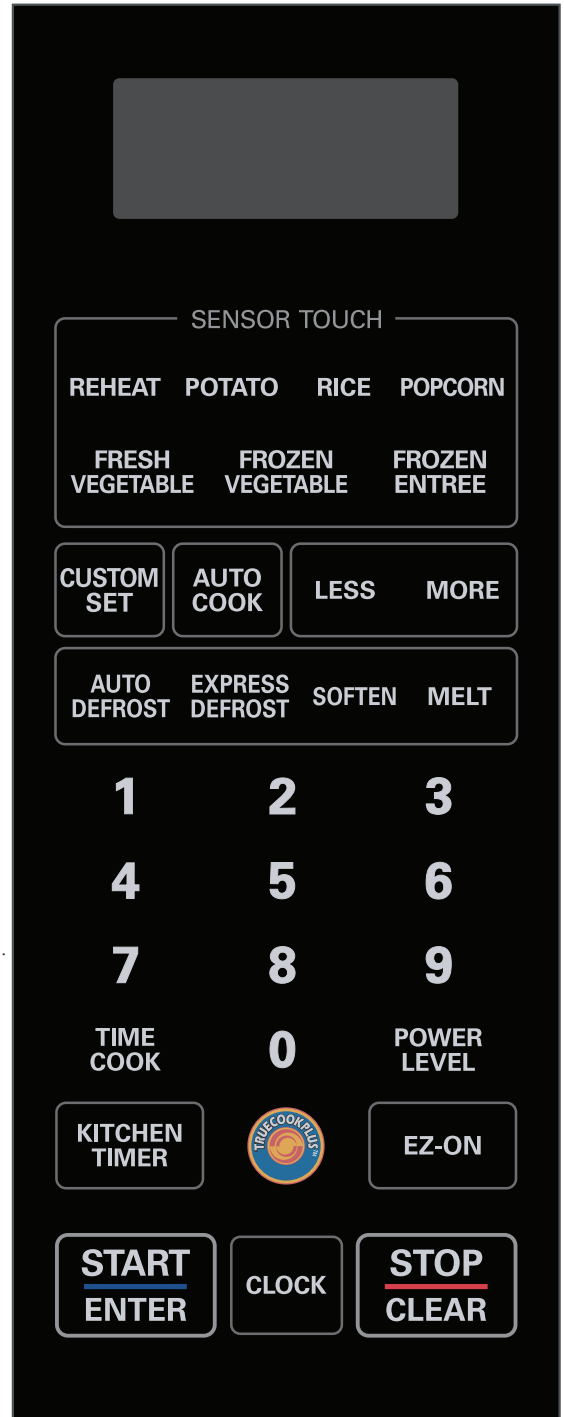 SENSOR TOUCH
REHEAT POTATO RICE POPCORN
FRESH VEGETABLE
FROZEN VEGETABLE
FROZEN ENTREE
CUSTOM SET
AUTO COOK
LESS MORE
AUTO DEFROST
EXPRESS DEFROST
SOFTEN MELT
1 2 3
4 5 6
7 8 9
TIME COOK
0
POWER LEVEL
KITCHEN TIMER
TRUECOOKPLUS™
EZ-ON
START
ENTER
CLOCK
STOP
CLEAR